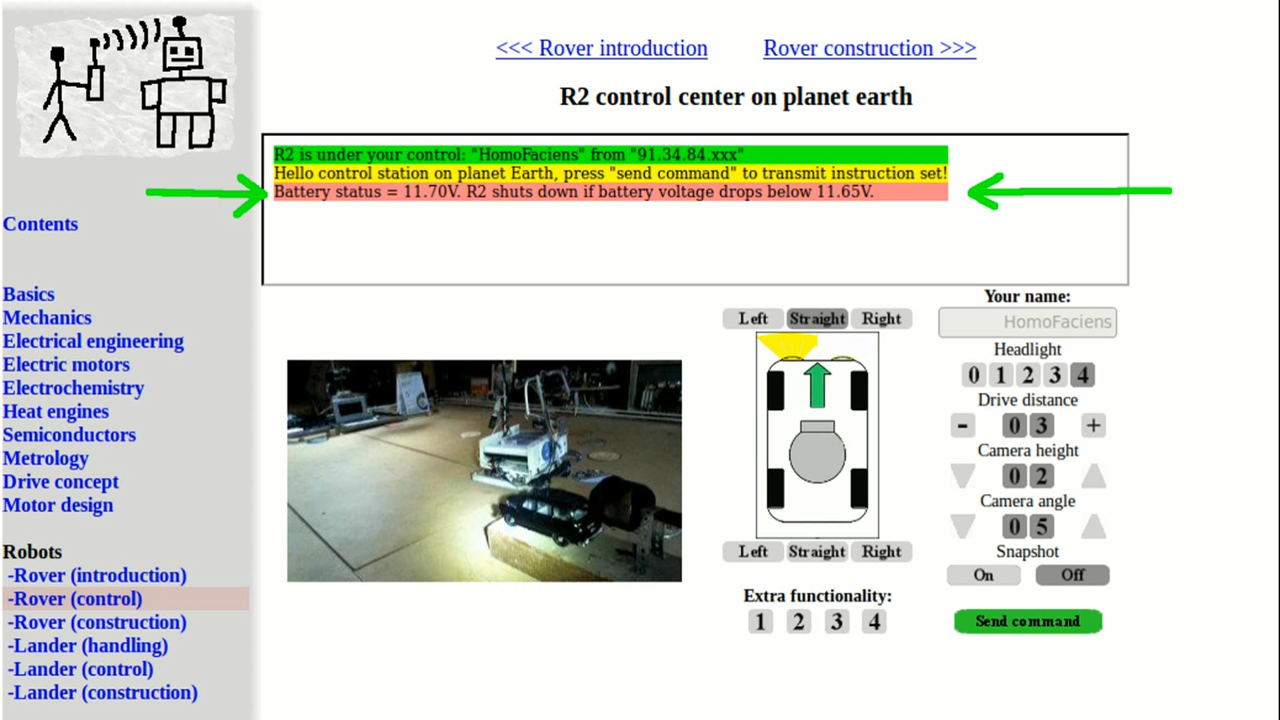 <<< Rover introduction
Rover construction >>>
R2 control center on planet earth
R2 is under your control: "HomoFaciens" from "91.34.84.xxx"
Hello control station on planet Earth, press "send command" to transmit instruction set!
Battery status = 11.70V. R2 shuts down if battery voltage drops below 11.65V.
Contents
Basics
Mechanics
Electrical engineering
Electric motors
Electrochemistry
Heat engines
Semiconductors
Metrology
Drive concept
Motor design
Robots
-Rover (introduction)
-Rover (control)
-Rover (construction)
-Lander (handling)
-Lander (control)
-Lander (construction)
Left Straight Right
Left Straight Right
Extra functionality:
1 2 3 4
Your name:
HomoFaciens
Headlight
0 1 2 3 4
Drive distance
- 0 3 +
Camera height
0 2
Camera angle
0 5
Snapshot
On Off
Send command